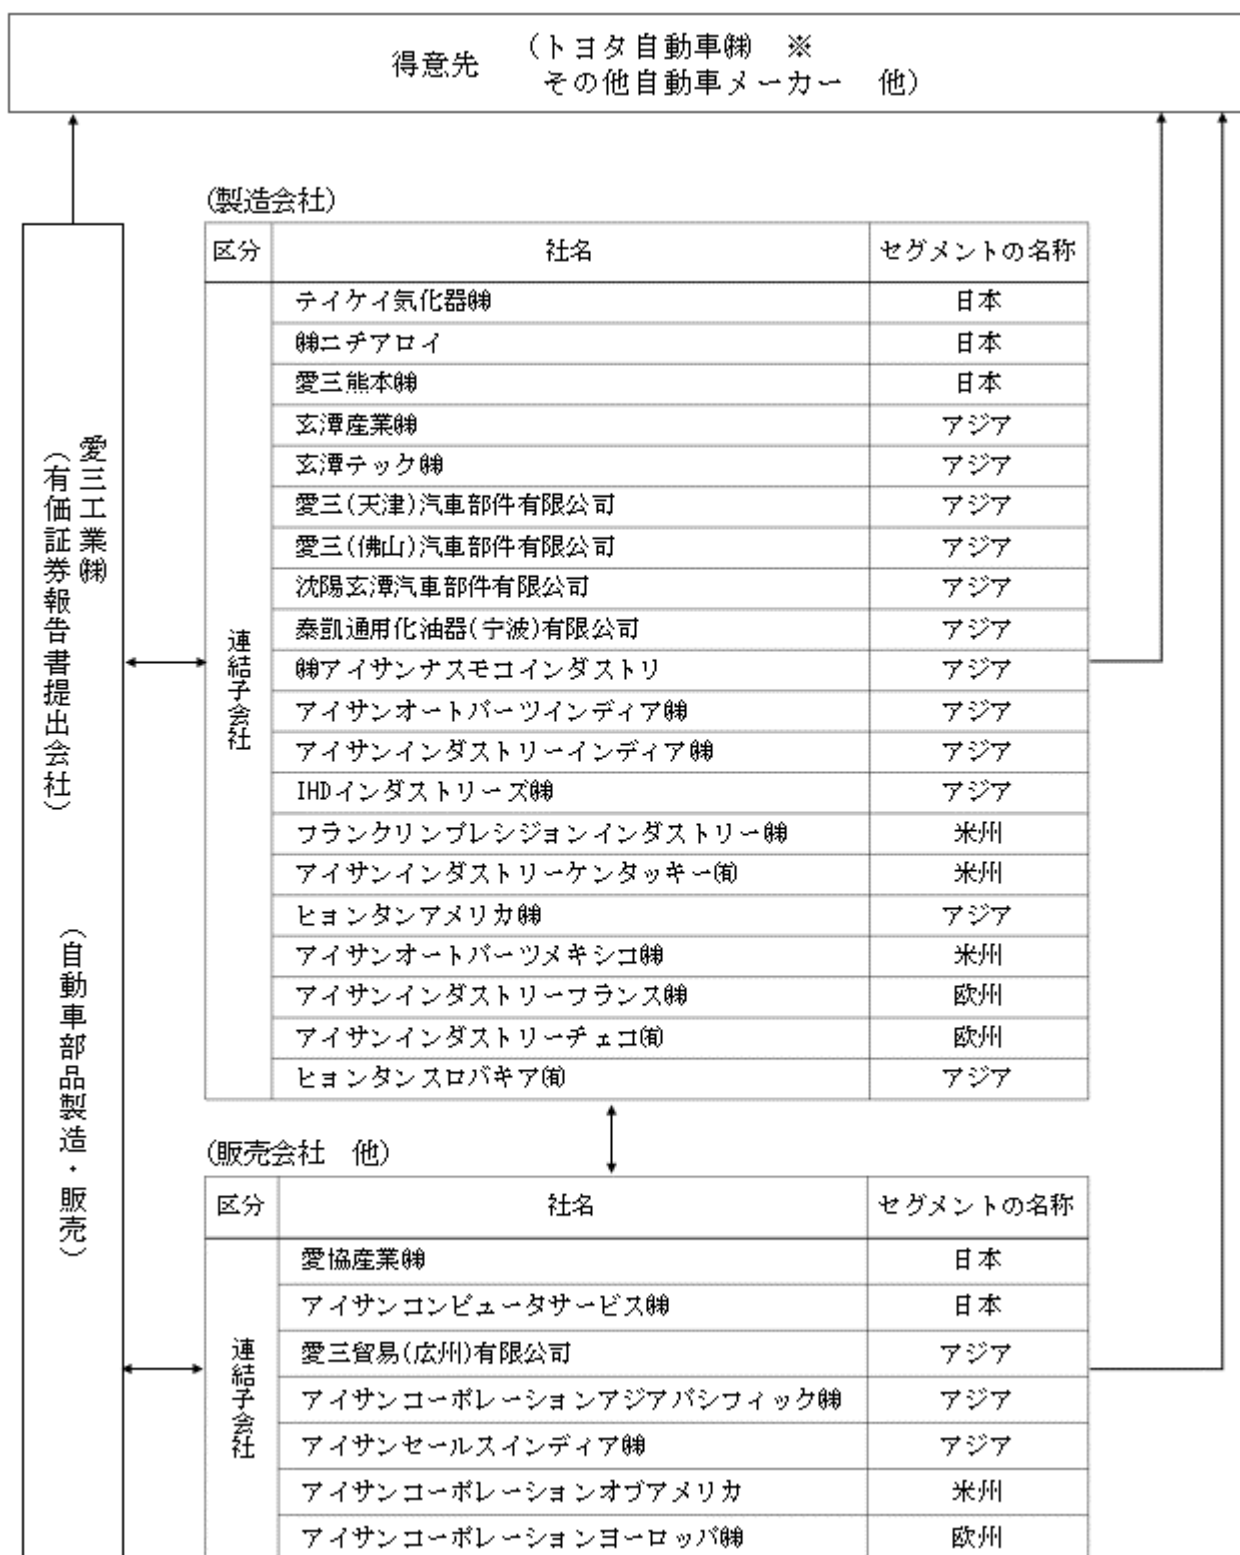 得意先 (トヨタ自動車㈱ ※
その他自動車メーカー 他)
愛三工業㈱
(有価証券報告書提出会社)
(自動車部品製造・販売)
(製造会社)
区分 社名 セグメントの名称
連結子会社
テイケイ気化器㈱ 日本
㈱ニチアロイ 日本
愛三熊本㈱ 日本
玄潭産業㈱ アジア
玄潭テック㈱ アジア
愛三(天津)汽車部件有限公司 アジア
愛三(佛山)汽車部件有限公司 アジア
沈陽玄潭汽車部件有限公司 アジア
泰凱通用化油器(宁波)有限公司 アジア
㈱アイサンナスモコインダストリ アジア
アイサンオートパーツインディア㈱ アジア
アイサンインダストリーインディア㈱ アジア
IHDインダストリーズ㈱ アジア
フランクリンプレシジョンインダストリー㈱ 米州
アイサンインダストリーケンタッキー㈲ 米州
ヒョンタンアメリカ㈱ アジア
アイサンオートパーツメキシコ㈱ 米州
アイサンインダストリーフランス㈱ 欧州
アイサンインダストリーチェコ㈲ 欧州
ヒョンタンスロバキア㈲ アジア
(販売会社 他)
区分 社名 セグメントの名称
連結子会社
愛協産業㈱ 日本
アイサンコンピュータサービス㈱ 日本
愛三貿易(広州)有限公司 アジア
アイサンコーポレーションアジアパシフィック㈱ アジア
アイサンセールスインディア㈱ アジア
アイサンコーポレーションオブアメリカ 米州
アイサンコーポレーションヨーロッパ㈱ 欧州